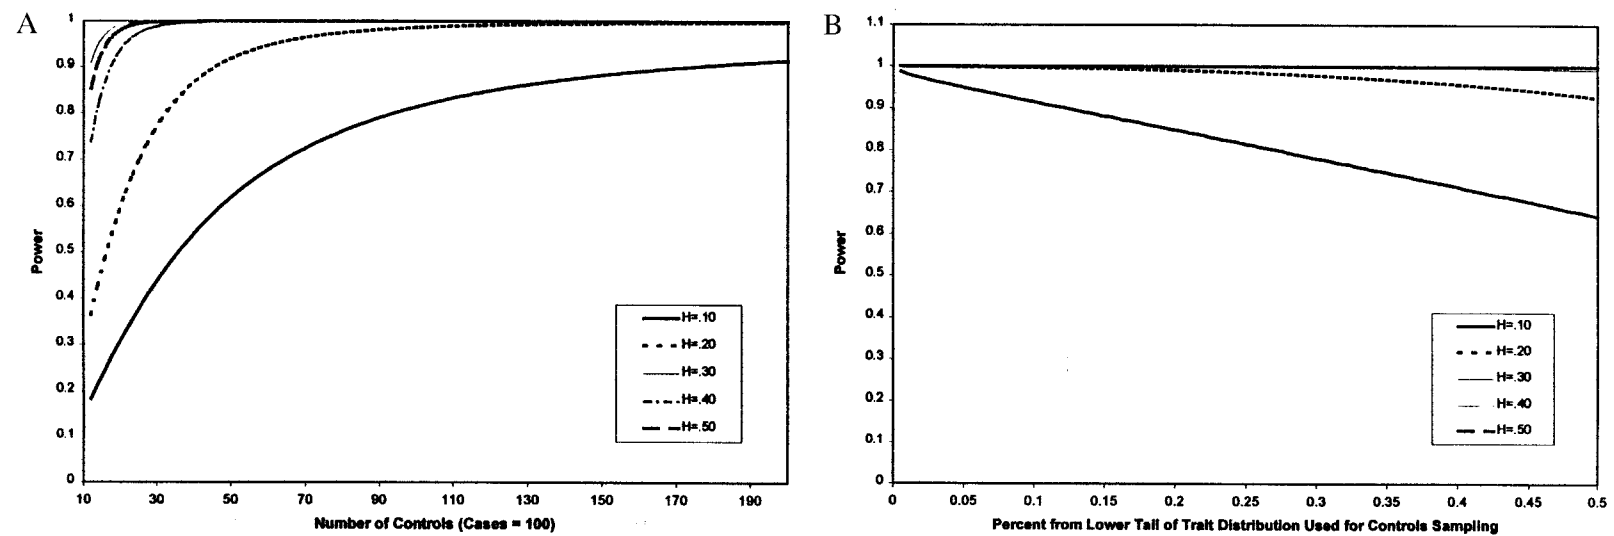 A
1
0.9
0.8
0.7
0.6
0.5
0.4
0.3
0.2
0.1
0
Power
10 30 50 70 90 110 130 150 170 190
Number of Controls (Cases = 100)
H=.10
H=.20
H=.30
H=.40
H=.50
B
1.1
1
0.9
0.8
0.7
0.6
0.5
0.4
0.3
0.2
0.1
0
Power
0 0.05 0.1 0.15 0.2 0.25 0.3 0.35 0.4 0.45 0.5
Percent from Lower Tail of Trait Distribution Used for Controls Sampling
H=.10
H=.20
H=.30
H=.40
H=.50